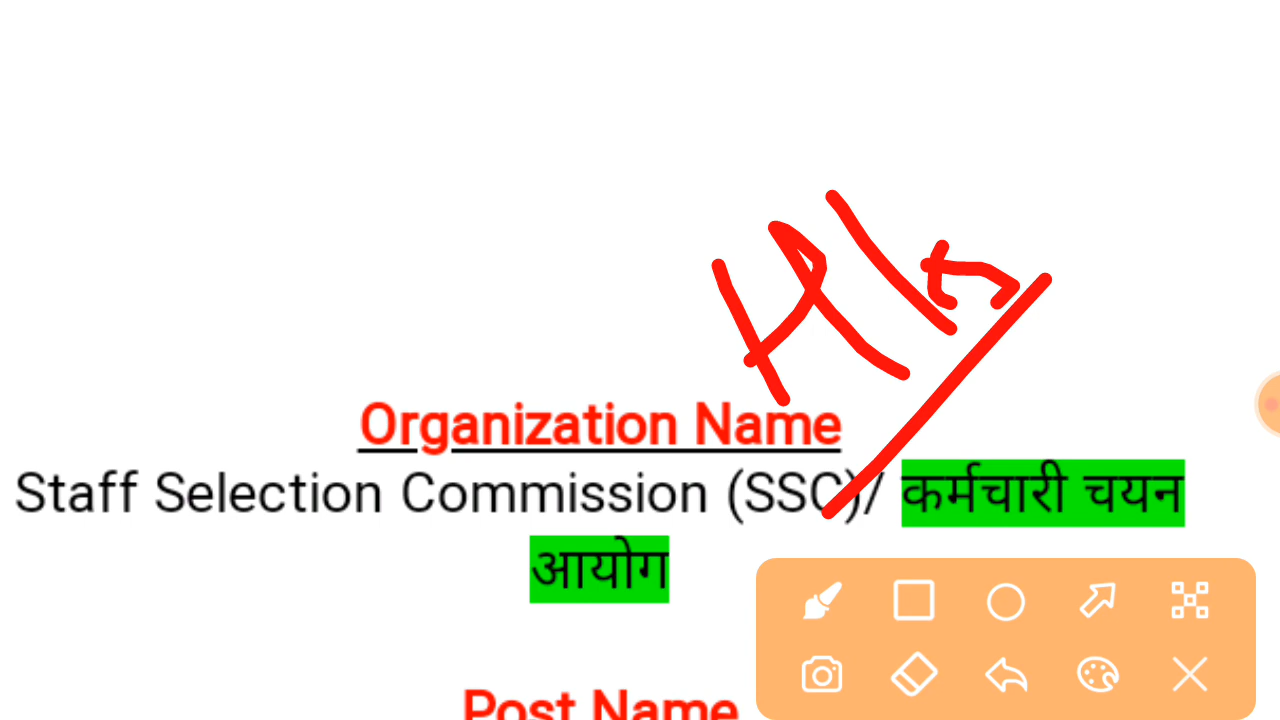 Organization Name
Staff Selection Commission (SSC)/ कर्मचारी चयन
आयोग
Post Name